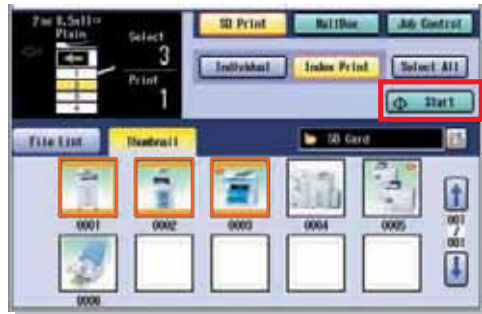 Plain
Select
3
Print
1
SD Print
MailBox
Job Control
Individual
Index Print
Select All
Start
File List
Thumbnail
SD Card
0001
0002
0003
0004
0005
0006
001
/
001